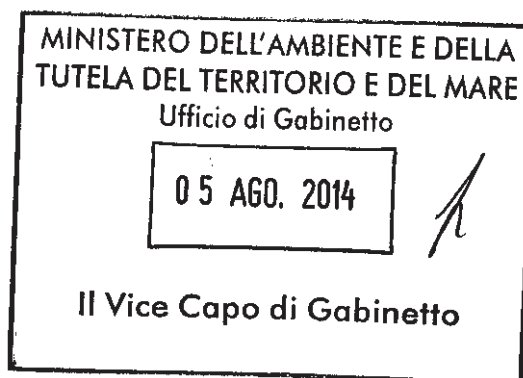 MINISTERO DELL'AMBIENTE E DELLA
TUTELA DEL TERRITORIO E DEL MARE
Ufficio di Gabinetto
05 AGO. 2014
Il Vice Capo di Gabinetto